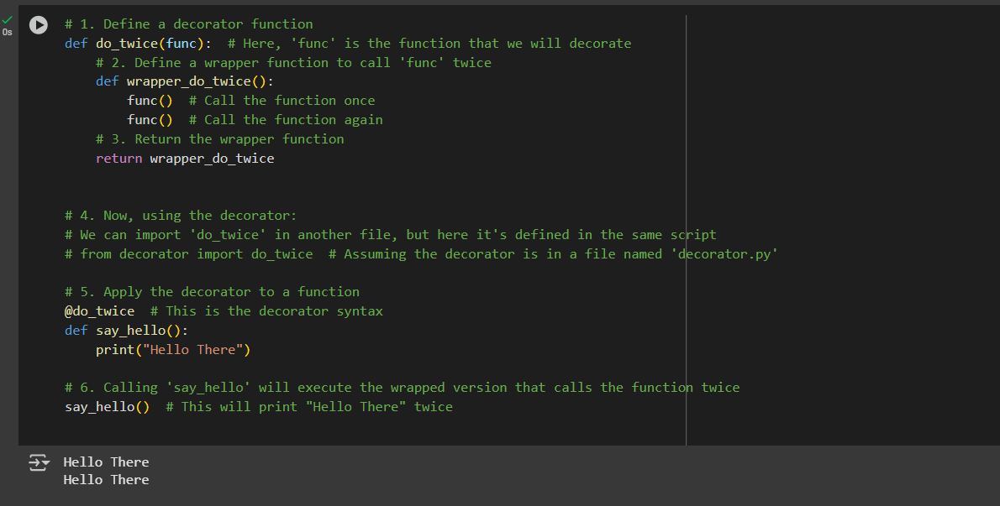 # 1. Define a decorator function
def do_twice(func):  # Here, 'func' is the function that we will decorate
    # 2. Define a wrapper function to call 'func' twice
    def wrapper_do_twice():
        func()  # Call the function once
        func()  # Call the function again
    # 3. Return the wrapper function
    return wrapper_do_twice
# 4. Now, using the decorator:
# We can import 'do_twice' in another file, but here it's defined in the same script
# from decorator import do_twice  # Assuming the decorator is in a file named 'decorator.py'
# 5. Apply the decorator to a function
@do_twice  # This is the decorator syntax
def say_hello():
    print("Hello There")
# 6. Calling 'say_hello' will execute the wrapped version that calls the function twice
say_hello()  # This will print "Hello There" twice
0s
Hello There
Hello There